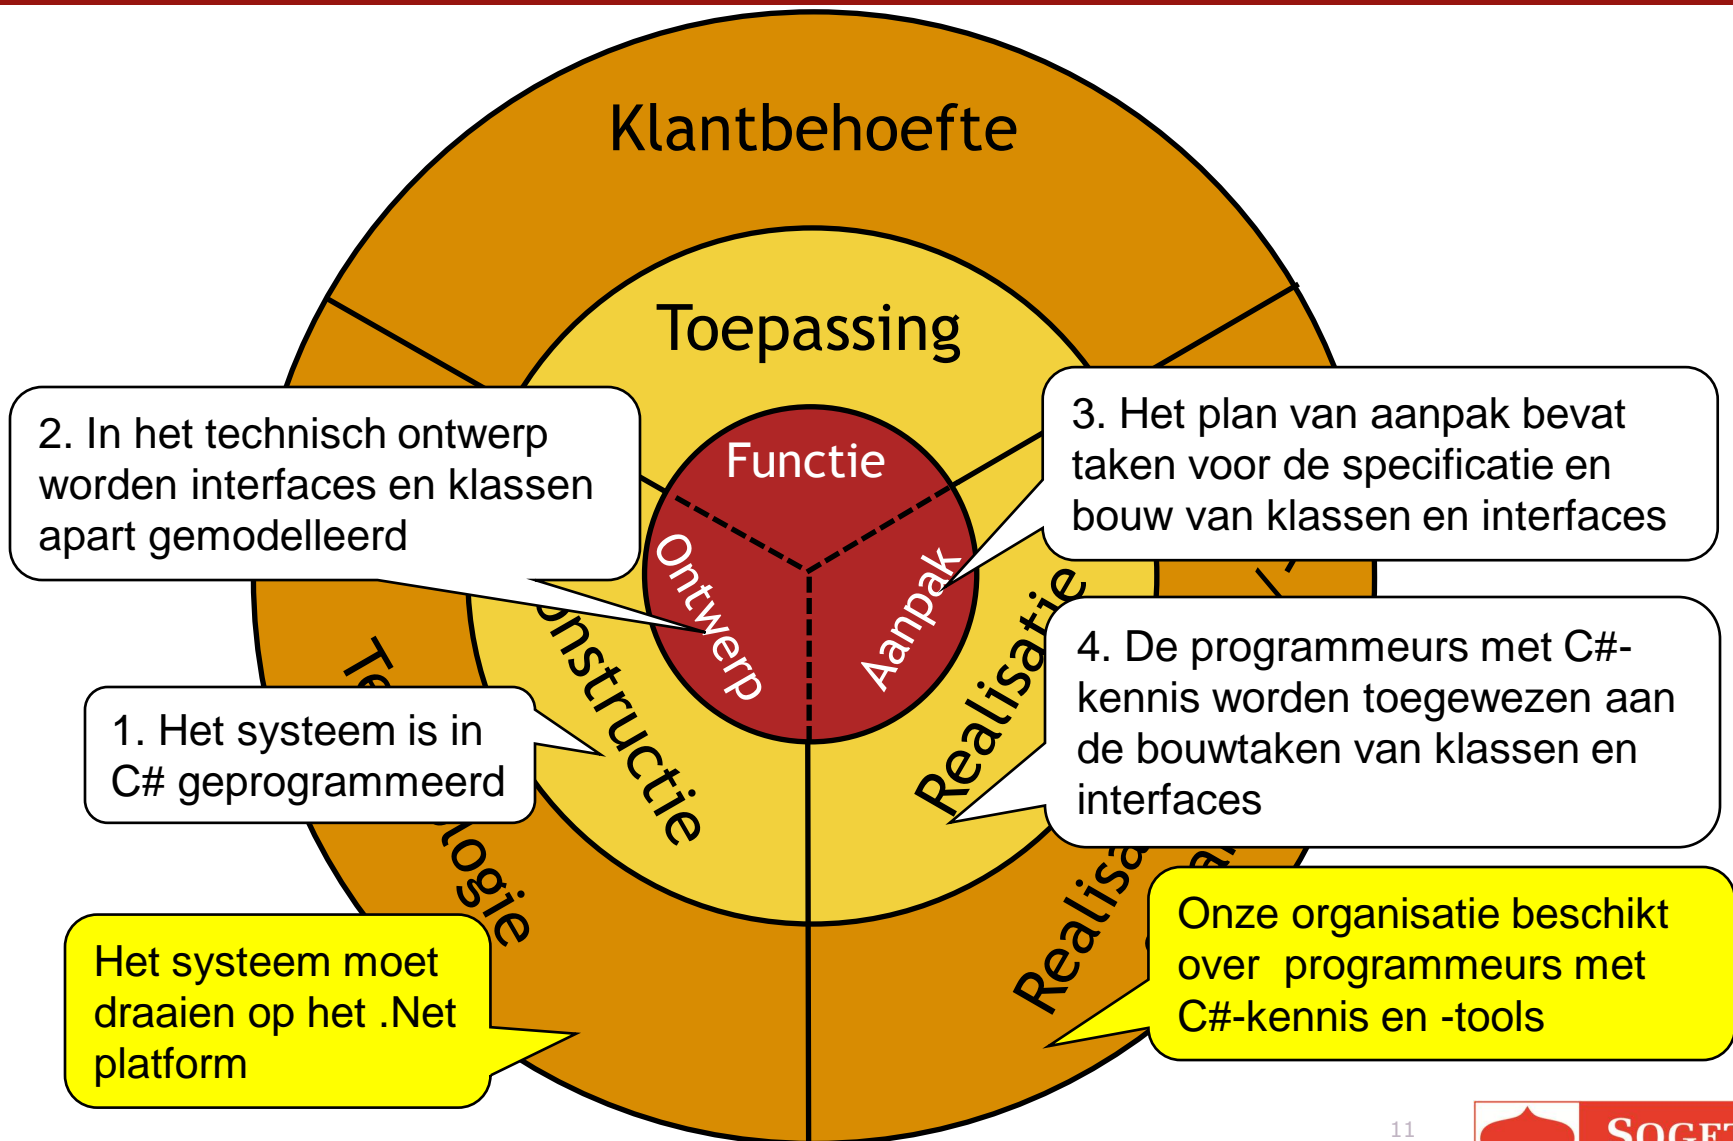 Klantbehoefte
Toepassing
Functie
Ontwerp
Aanpak
Realisatie
2. In het technisch ontwerp
worden interfaces en klassen
apart gemodelleerd
3. Het plan van aanpak bevat
taken voor de specificatie en
bouw van klassen en interfaces
1. Het systeem is in
C# geprogrammeerd
4. De programmeurs met C#-
kennis worden toegewezen aan
de bouwtaken van klassen en
interfaces
Het systeem moet
draaien op het .Net
platform
Onze organisatie beschikt
over programmeurs met
C#-kennis en -tools
11